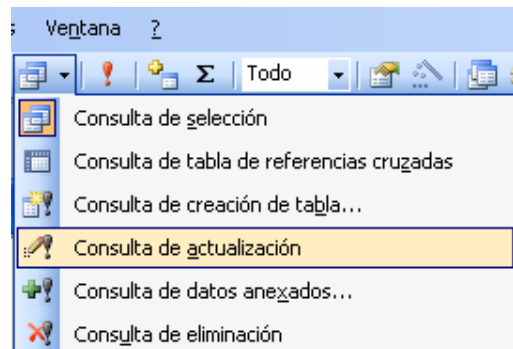 s Ventana ?
Σ Todo
Consulta de selección
Consulta de tabla de referencias cruzadas
Consulta de creación de tabla...
Consulta de actualización
Consulta de datos anexados...
Consulta de eliminación